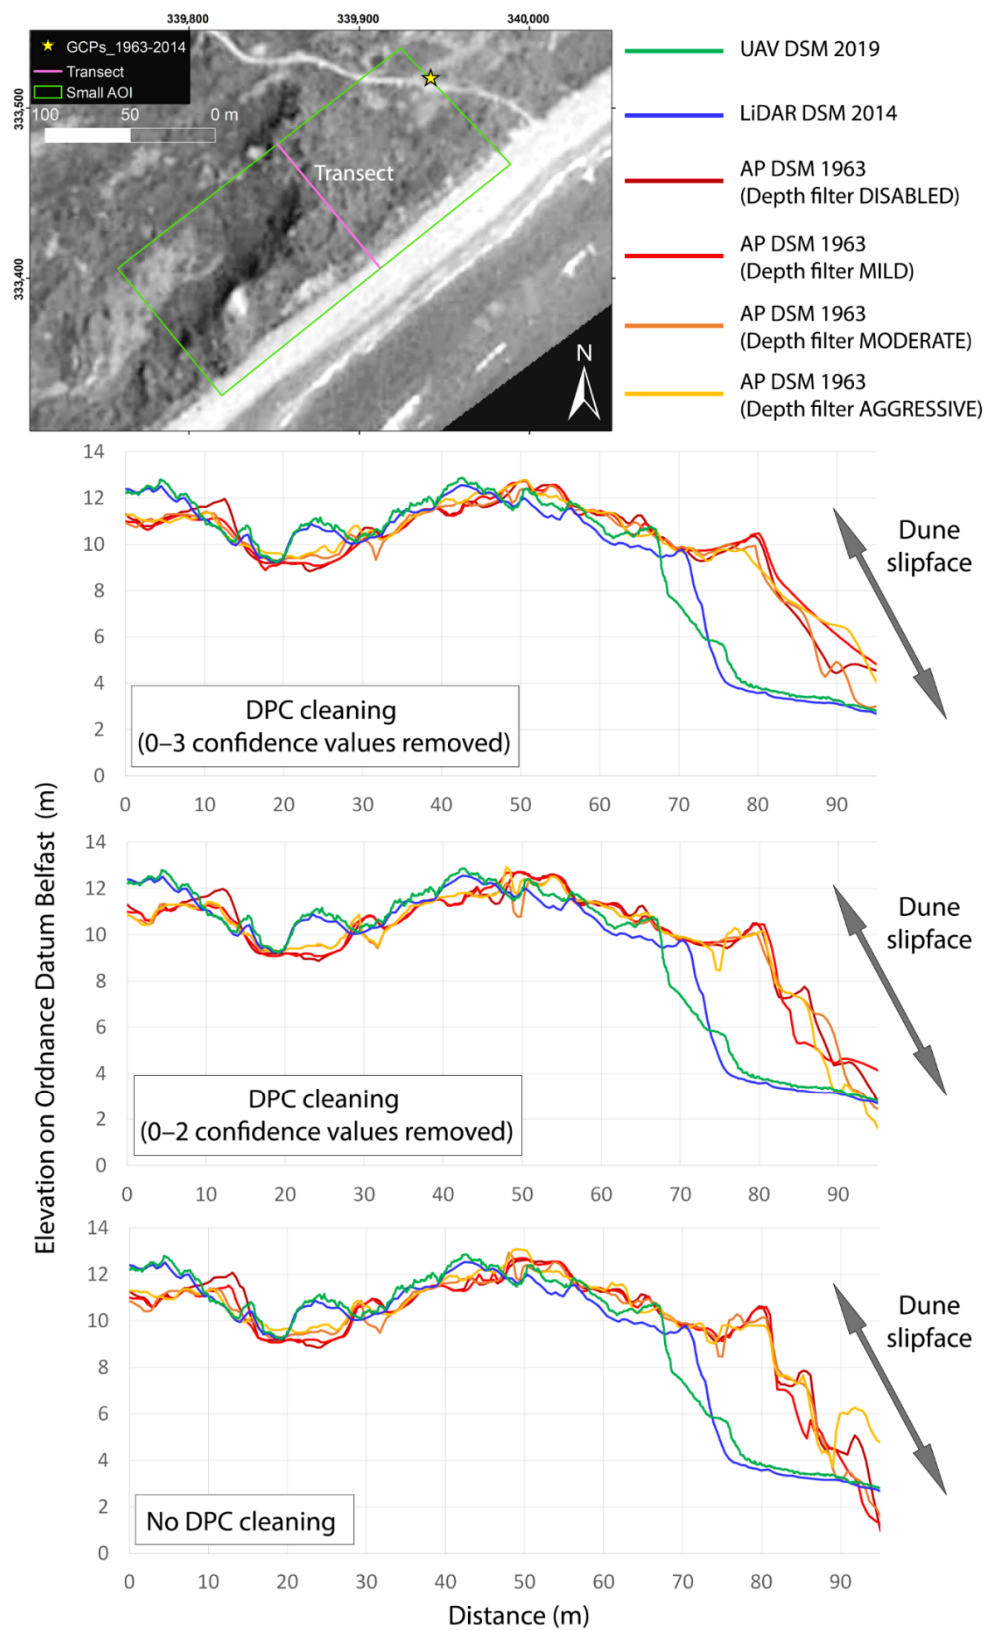 339,800
339,900
340,000
GCPs_1963-2014
Transect
Small AOI
100
50
0 m
333,500
333,400
Transect
N
UAV DSM 2019
LiDAR DSM 2014
AP DSM 1963
(Depth filter DISABLED)
AP DSM 1963
(Depth filter MILD)
AP DSM 1963
(Depth filter MODERATE)
AP DSM 1963
(Depth filter AGGRESSIVE)
Elevation on Ordnance Datum Belfast (m)
14
12
10
8
6
4
2
0
Dune
slipface
DPC cleaning
(0–3 confidence values removed)
0 10 20 30 40 50 60 70 80 90
14
12
10
8
6
4
2
0
Dune
slipface
DPC cleaning
(0–2 confidence values removed)
0 10 20 30 40 50 60 70 80 90
14
12
10
8
6
4
2
0
Dune
slipface
No DPC cleaning
0 10 20 30 40 50 60 70 80 90
Distance (m)